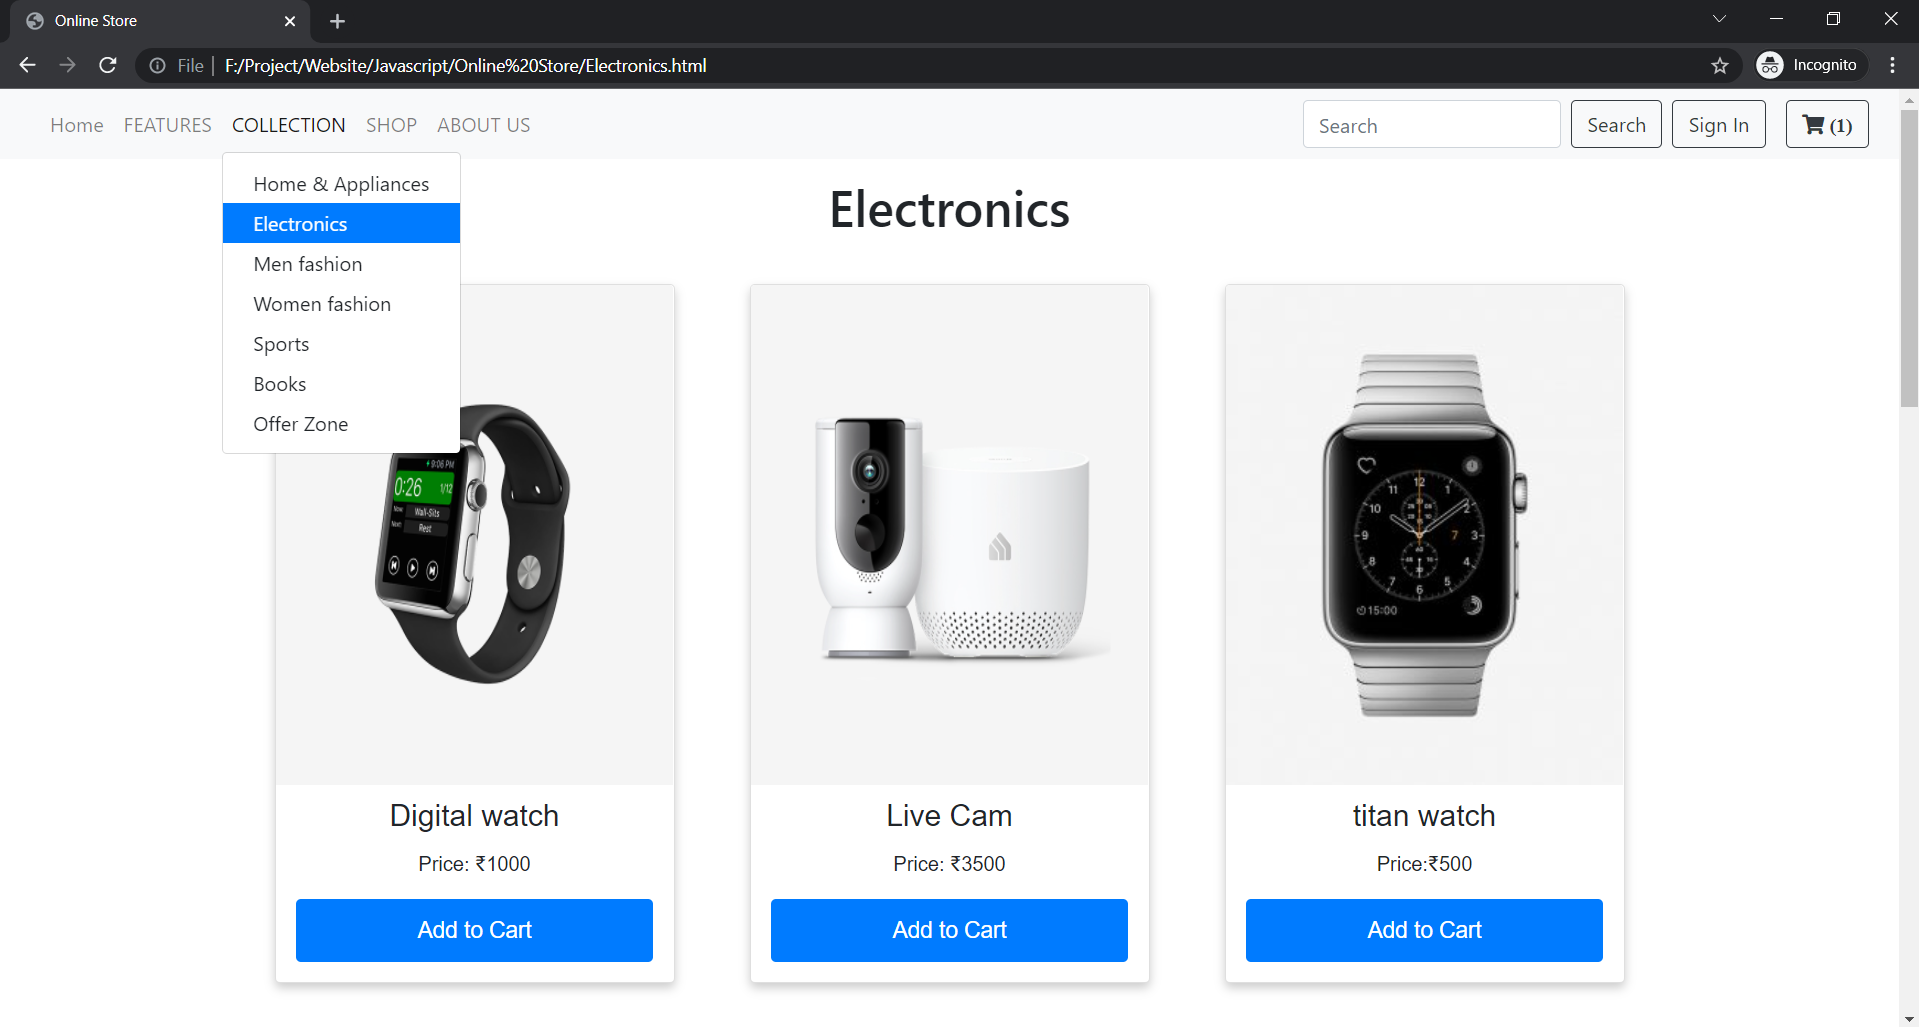 Online Store
File
F:/Project/Website/Javascript/Online%20Store/Electronics.html
Incognito
Home FEATURES COLLECTION SHOP ABOUT US
Search Search Sign In (1)
Home & Appliances
Electronics
Men fashion
Women fashion
Sports
Books
Offer Zone
Electronics
9:06 PM
0:26 1/12
Now: Wall-Sits
Next: Rest
12
11 1
10 2
9 7 3
8 4
7 5
6
15:00
Digital watch
Price: ₹1000
Add to Cart
Live Cam
Price: ₹3500
Add to Cart
titan watch
Price:₹500
Add to Cart